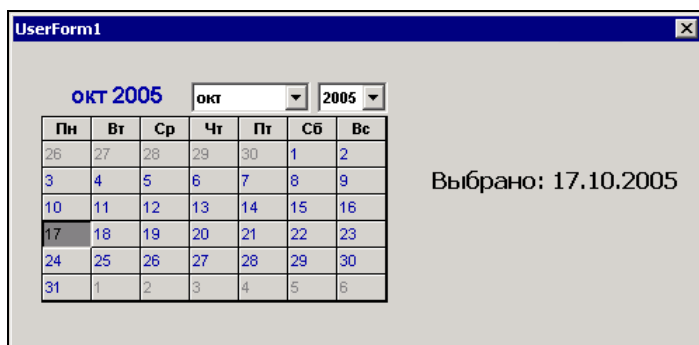 UserForm1
окт 2005 окт 2005
Пн Вт Ср Чт Пт Сб Вс
26 27 28 29 30 1 2
3 4 5 6 7 8 9
Выбрано: 17.10.2005
10 11 12 13 14 15 16
17 18 19 20 21 22 23
24 25 26 27 28 29 30
31 1 2 3 4 5 6